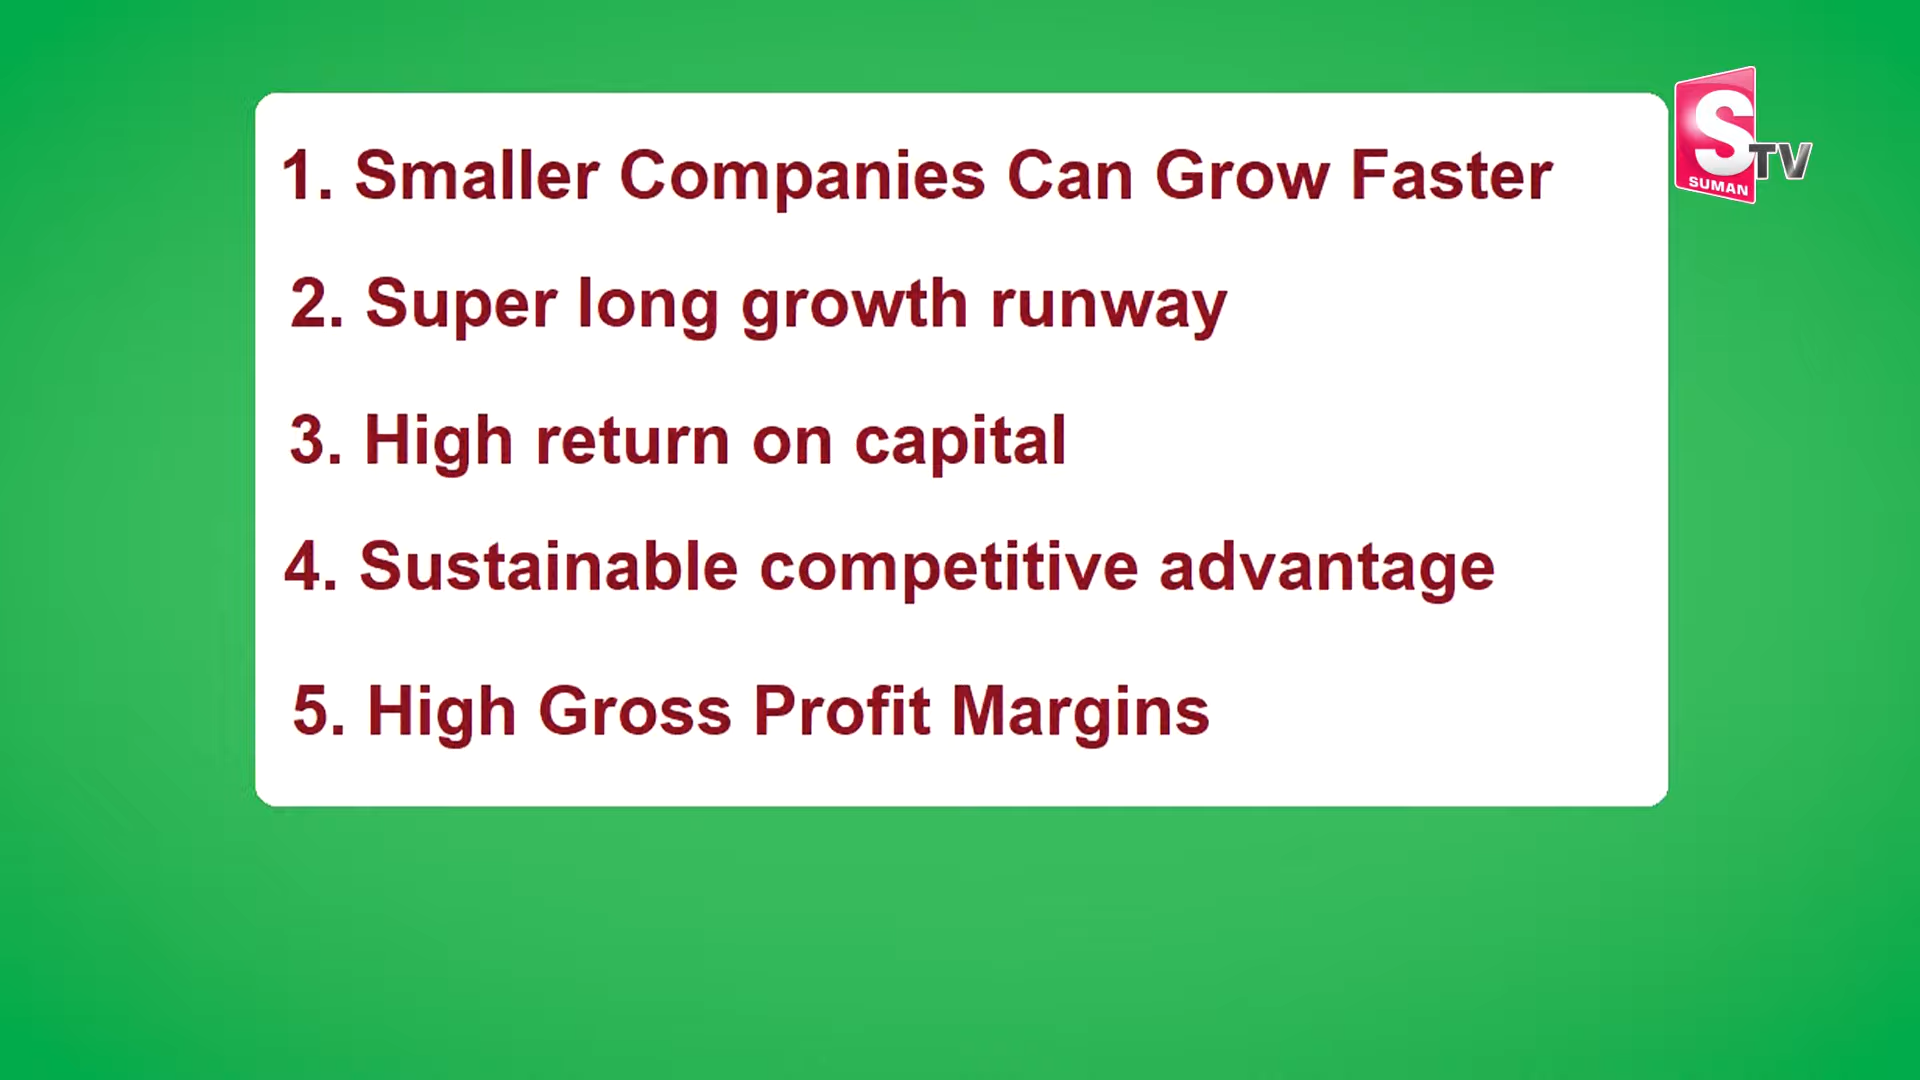 1. Smaller Companies Can Grow Faster
2. Super long growth runway
3. High return on capital
4. Sustainable competitive advantage
5. High Gross Profit Margins
S TV
SUMAN